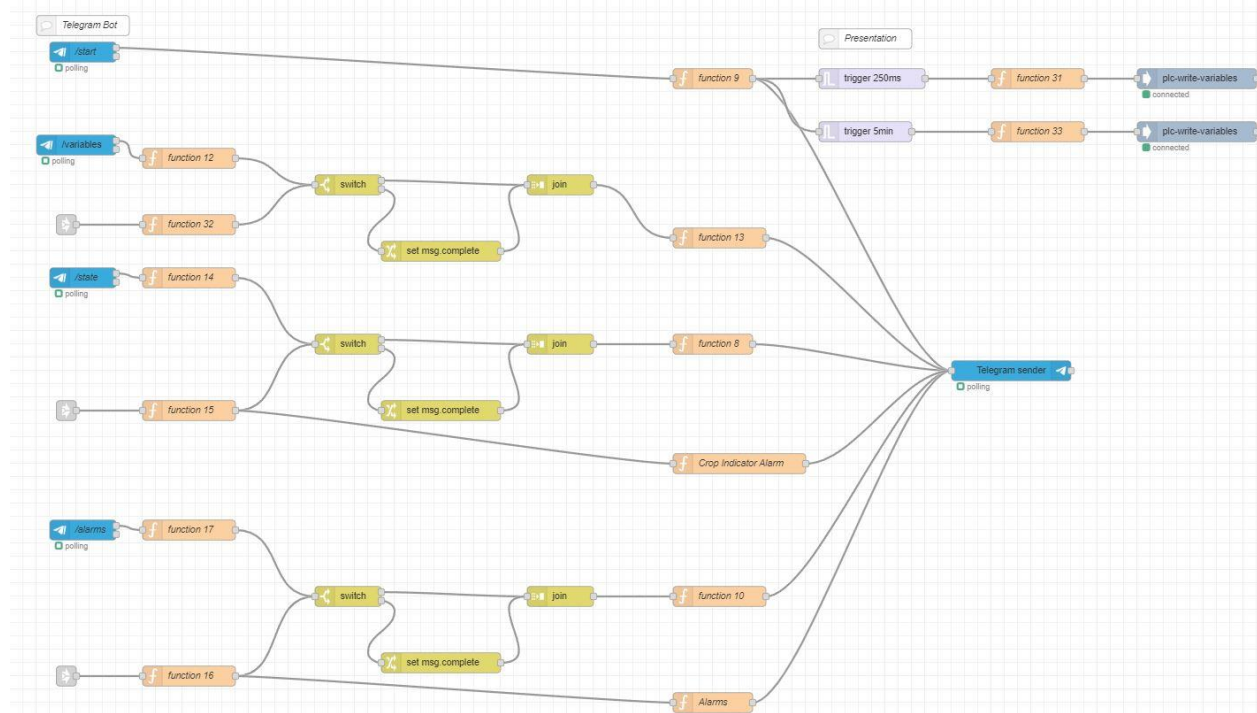 Telegram Bot
/start
polling
Presentation
function 9
trigger 250ms
function 31
plc-write-variables
connected
trigger 5min
function 33
plc-write-variables
connected
/variables
polling
function 12
switch
join
function 32
set msg.complete
function 13
/state
polling
function 14
switch
join
function 8
Telegram sender
polling
function 15
set msg.complete
Crop Indicator Alarm
/alarms
polling
function 17
switch
join
function 10
set msg.complete
function 16
Alarms